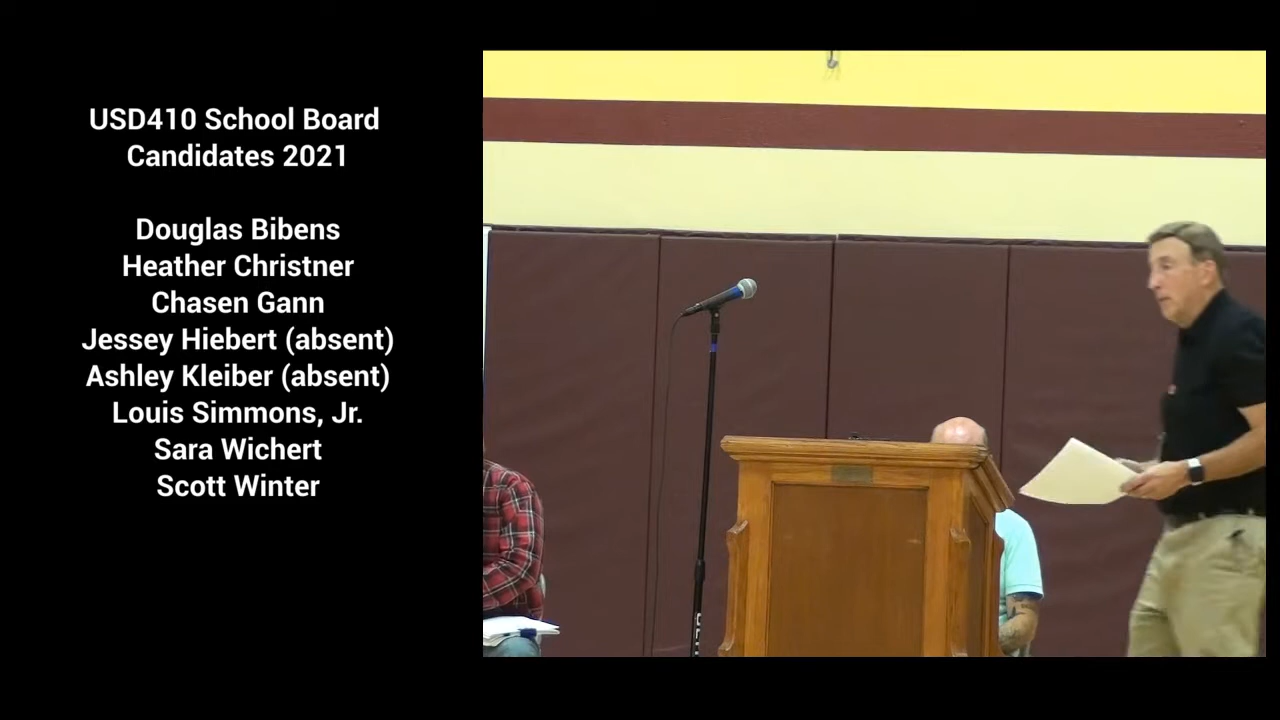 USD410 School Board
Candidates 2021
Douglas Bibens
Heather Christner
Chasen Gann
Jessey Hiebert (absent)
Ashley Kleiber (absent)
Louis Simmons, Jr.
Sara Wichert
Scott Winter